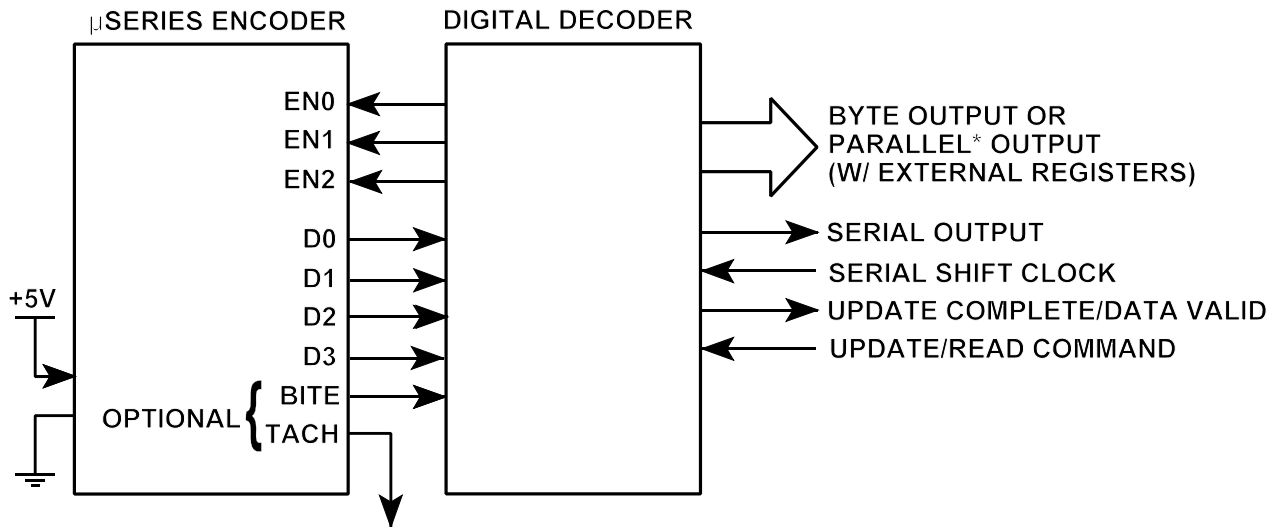 µSERIES ENCODER
DIGITAL DECODER
EN0
EN1
EN2
D0
D1
D2
D3
BITE
TACH
OPTIONAL
+5V
BYTE OUTPUT OR
PARALLEL* OUTPUT
(W/ EXTERNAL REGISTERS)
SERIAL OUTPUT
SERIAL SHIFT CLOCK
UPDATE COMPLETE/DATA VALID
UPDATE/READ COMMAND